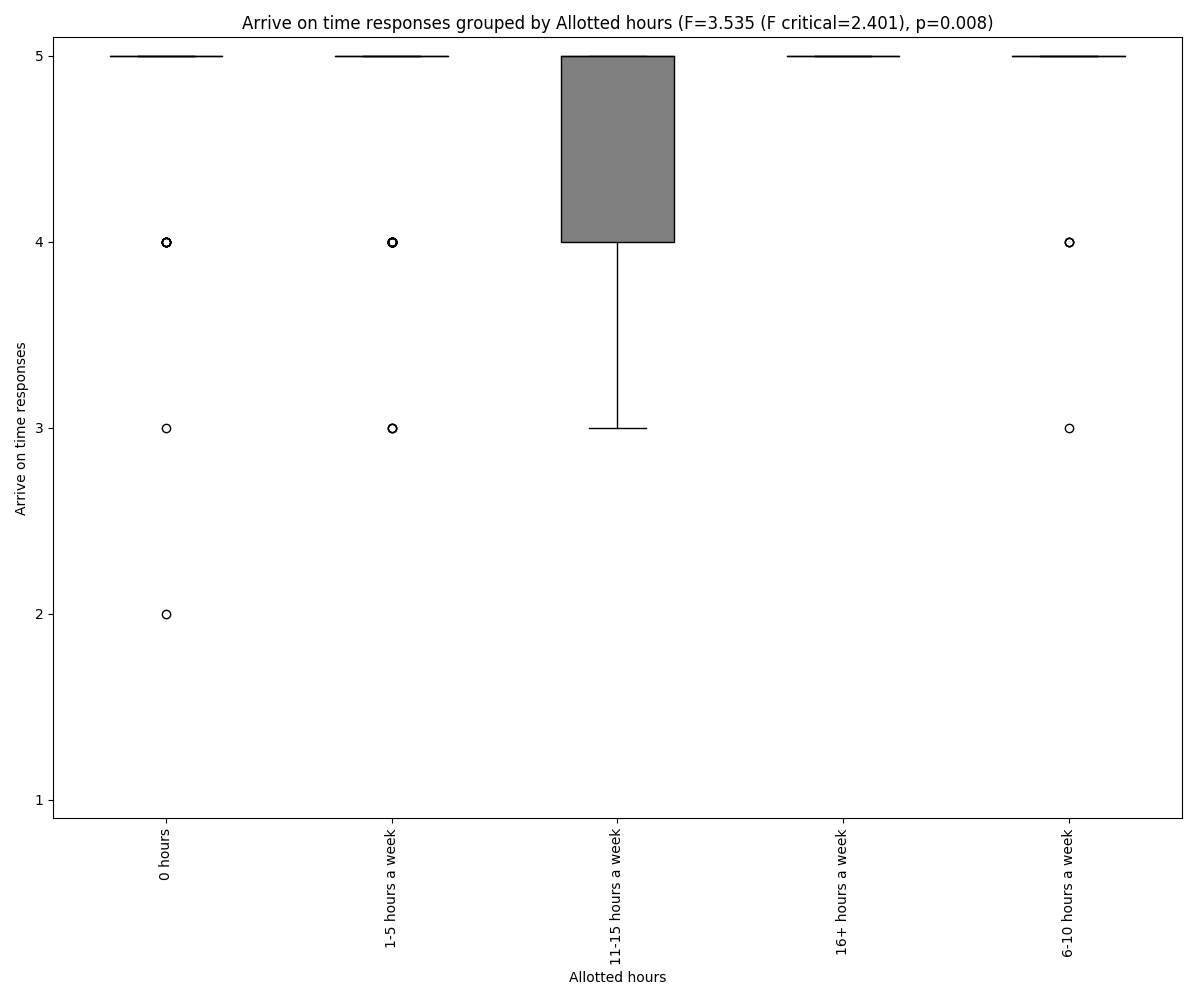 Arrive on time responses grouped by Allotted hours (F=3.535 (F critical=2.401), p=0.008)
Arrive on time responses
5
4
3
2
1
0 hours
1-5 hours a week
11-15 hours a week
16+ hours a week
6-10 hours a week
Allotted hours